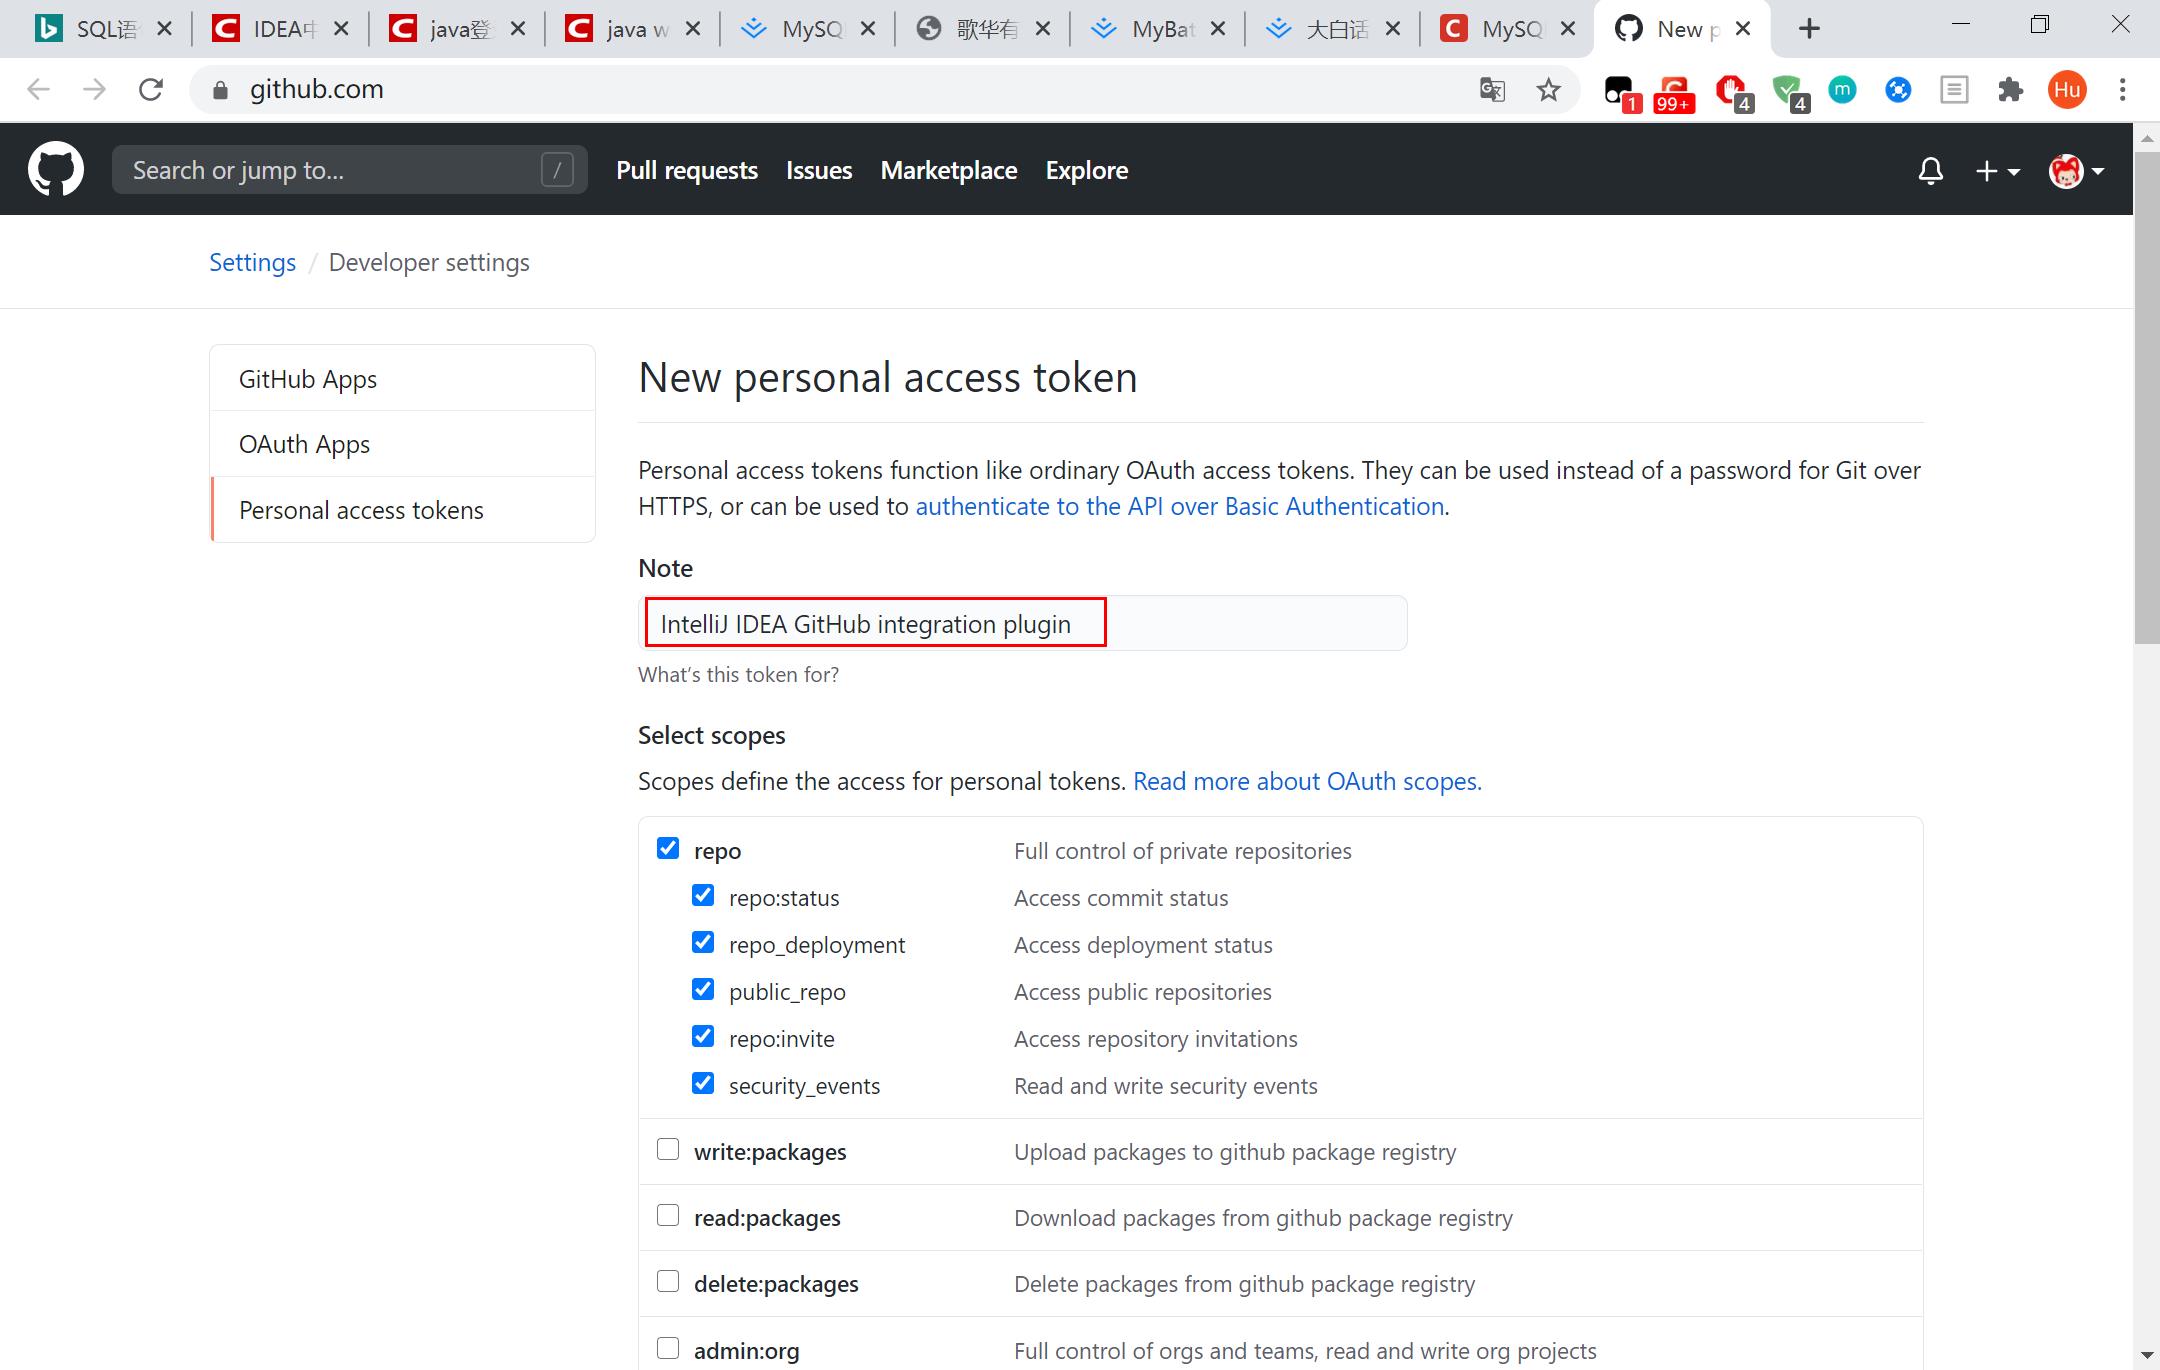 SQL语
IDEA中
java登
java w
MySQ
歌华有
MyBat
大白话
MySQ
New p
github.com
1
99+
4
4
m
Hu
Search or jump to...
/
Pull requests
Issues
Marketplace
Explore
Settings / Developer settings
GitHub Apps
OAuth Apps
Personal access tokens
New personal access token
Personal access tokens function like ordinary OAuth access tokens. They can be used instead of a password for Git over
HTTPS, or can be used to authenticate to the API over Basic Authentication.
Note
IntelliJ IDEA GitHub integration plugin
What's this token for?
Select scopes
Scopes define the access for personal tokens. Read more about OAuth scopes.
repo Full control of private repositories
repo:status Access commit status
repo_deployment Access deployment status
public_repo Access public repositories
repo:invite Access repository invitations
security_events Read and write security events
write:packages Upload packages to github package registry
read:packages Download packages from github package registry
delete:packages Delete packages from github package registry
admin:org Full control of orgs and teams, read and write org projects